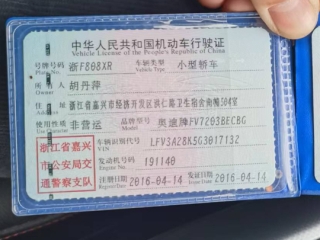 中华人民共和国机动车行驶证
Vehicle License of the People's Republic of China
号牌号码 浙F808XR 车辆类型 小型轿车
Plate No. Vehicle Type
所有人 胡丹萍
Owner
住址 浙江省嘉兴市经路开发区供仁路卫生宿舍南幢504室
Address
使用性质 非营运 品牌型号 奥迪牌FV7203BECBG
Use Character Model
浙江省嘉兴
市公安局交
通警察支队
车辆识别代号 LFV3A28K5G3017132
VIN
发动机号码 191140
Engine No.
注册日期 2016-04-14 发证日期 2016-04-14
Register Date Issue Date